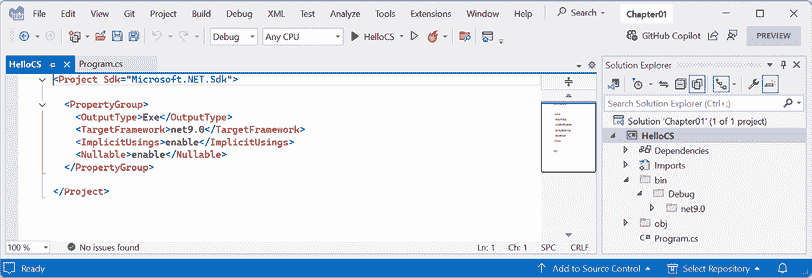 File Edit View Git Project Build Debug XML Test Analyze Tools Extensions Window Help Search Chapter01
Debug Any CPU HelloCS GitHub Copilot PREVIEW
HelloCS Program.cs
<Project Sdk="Microsoft.NET.Sdk">
<PropertyGroup>
<OutputType>Exe</OutputType>
<TargetFramework>net9.0</TargetFramework>
<ImplicitUsings>enable</ImplicitUsings>
<Nullable>enable</Nullable>
</PropertyGroup>
</Project>
100 % No issues found Ln: 1 Ch: 1 SPC CRLF
Solution Explorer
Search Solution Explorer (Ctrl+;)
Solution 'Chapter01' (1 of 1 project)
HelloCS
Dependencies
Imports
bin
Debug
net9.0
obj
C# Program.cs
Ready Add to Source Control Select Repository